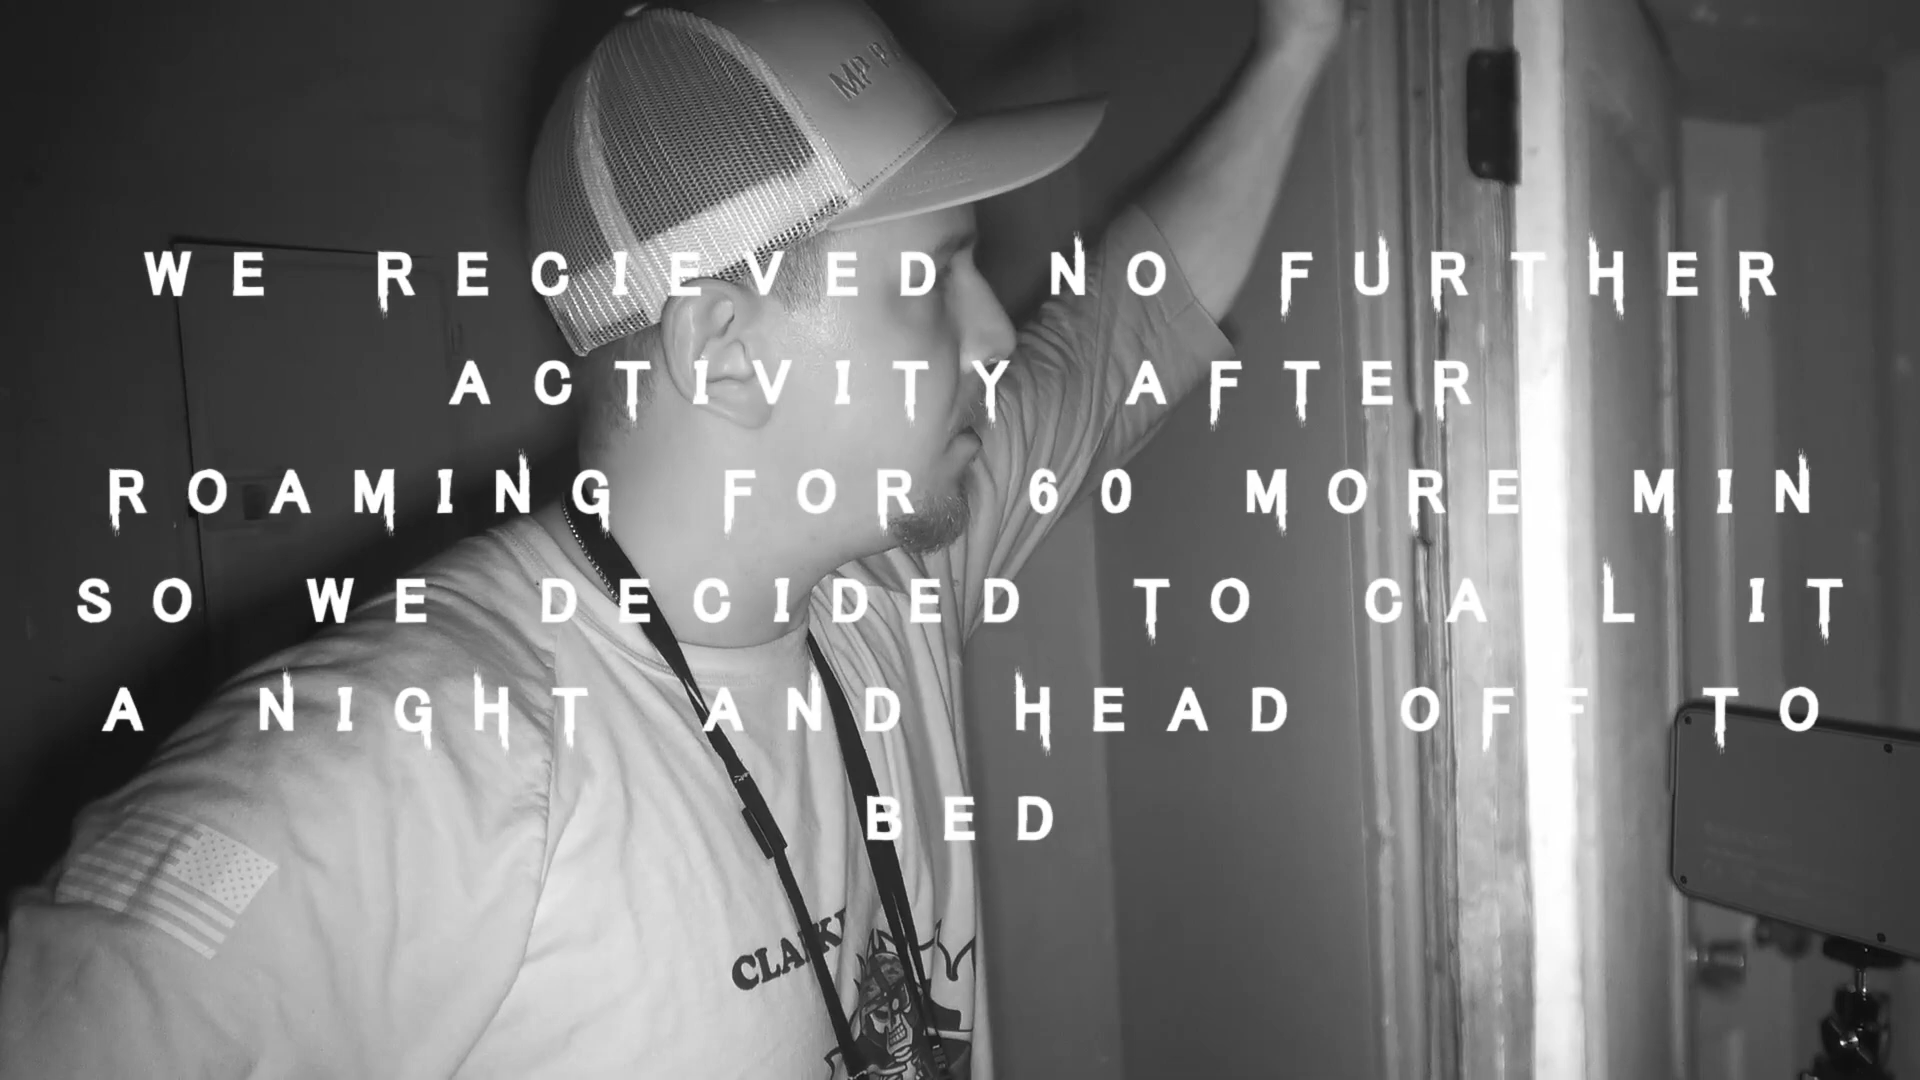 MP B
WE RECIEVED NO FURTHER
ACTIVITY AFTER
ROAMING FOR 60 MORE MIN
SO WE DECIDED TO CALL IT
A NIGHT AND HEAD OFF TO
BED